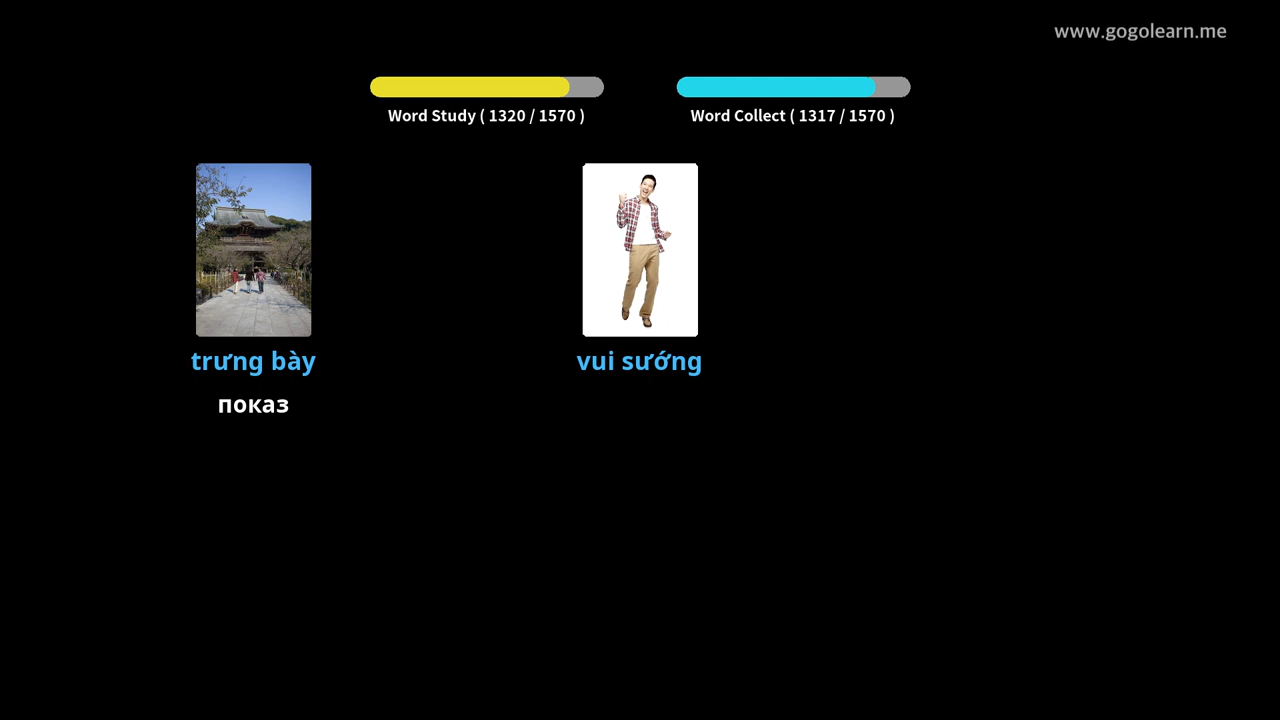 www.gogolearn.me
Word Study ( 1320 / 1570 )
Word Collect ( 1317 / 1570 )
trưng bày
vui sướng
показ